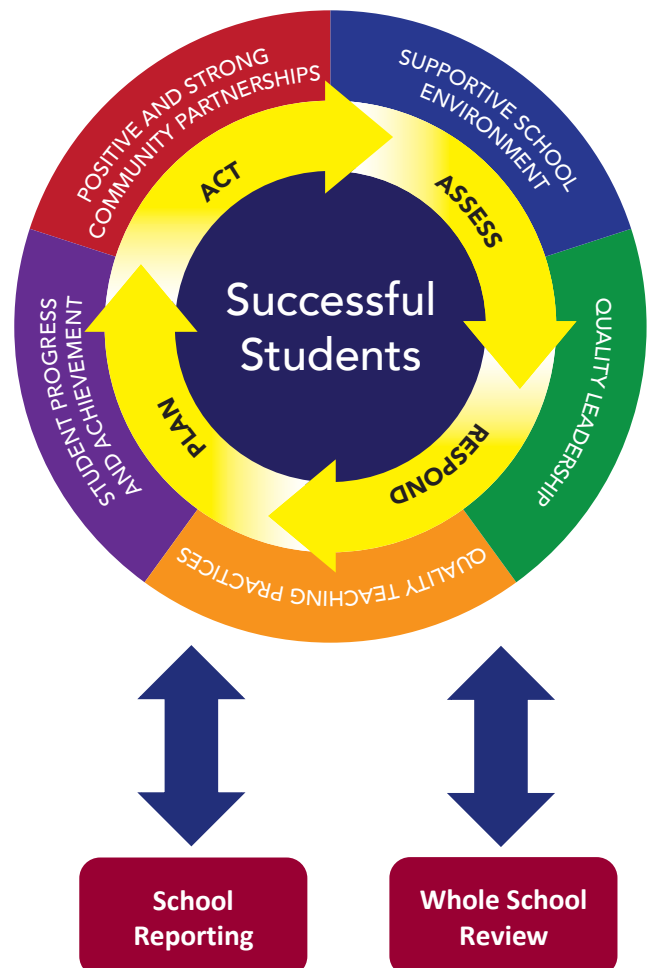 POSITIVE AND STRONG
COMMUNITY PARTNERSHIPS
SUPPORTIVE SCHOOL
ENVIRONMENT
ACT
ASSESS
Successful
Students
QUALITY LEADERSHIP
STUDENT PROGRESS
AND ACHIEVEMENT
PLAN
RESPOND
QUALITY TEACHING PRACTICES
School
Reporting
Whole School
Review